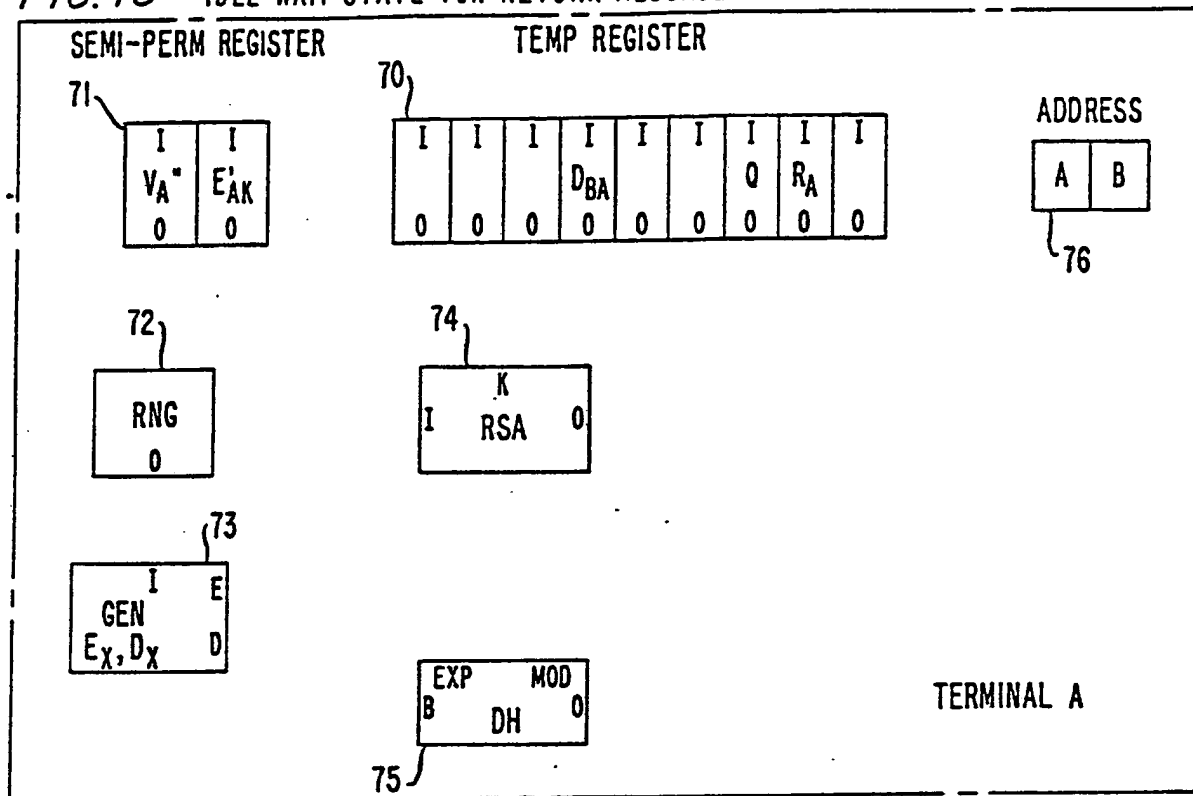 SEMI-PERM REGISTER
TEMP REGISTER
71
70
ADDRESS
I I
V_A" E'_AK
0 0
I I I I I I I I I
D_BA Q R_A
0 0 0 0 0 0 0 0 0
A B
76
72
RNG
0
74
K
I RSA 0
73
I E
GEN
E_X, D_X D
EXP MOD
B DH 0
75
TERMINAL A